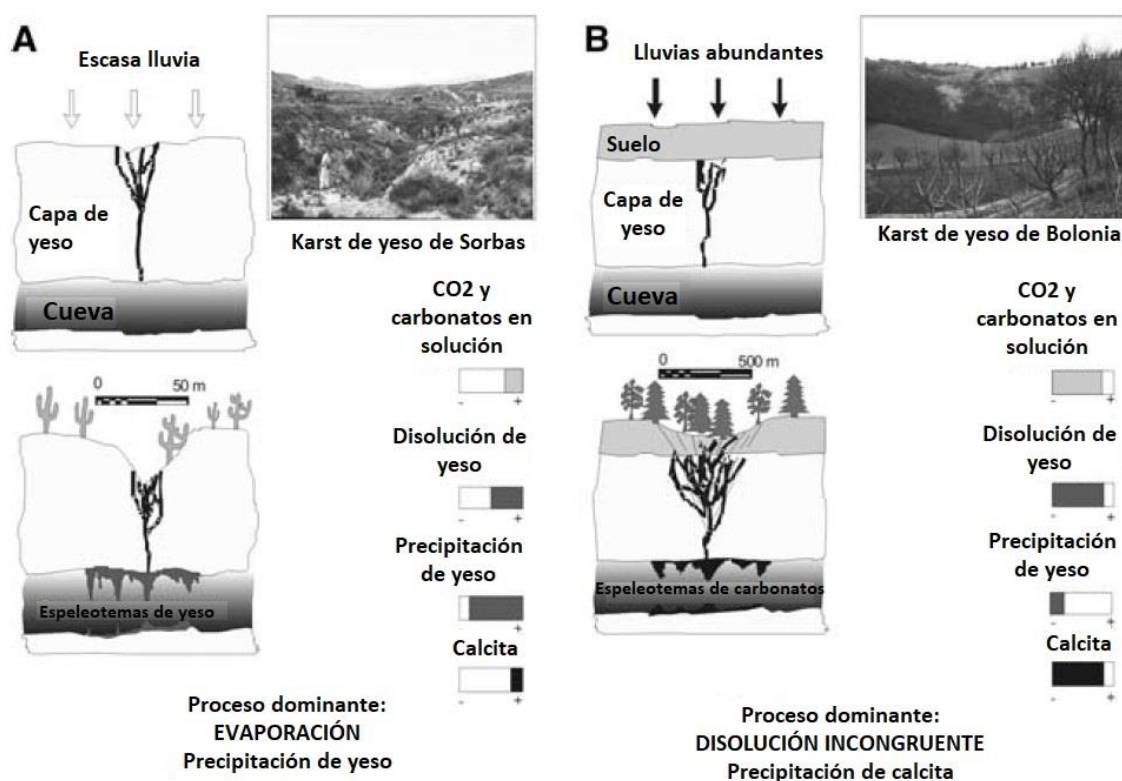 A
Escasa lluvia
Capa de
yeso
Cueva
Karst de yeso de Sorbas
CO2 y
carbonatos en
solución
- +
0 50 m
Disolución de
yeso
- +
Precipitación
de yeso
- +
Espeleotemas de yeso
Calcita
- +
Proceso dominante:
EVAPORACIÓN
Precipitación de yeso
B
Lluvias abundantes
Suelo
Capa de
yeso
Cueva
Karst de yeso de Bolonia
CO2 y
carbonatos en
solución
- +
0 500 m
Disolución de
yeso
- +
Precipitación
de yeso
- +
Espeleotemas de carbonatos
Calcita
- +
Proceso dominante:
DISOLUCIÓN INCONGRUENTE
Precipitación de calcita